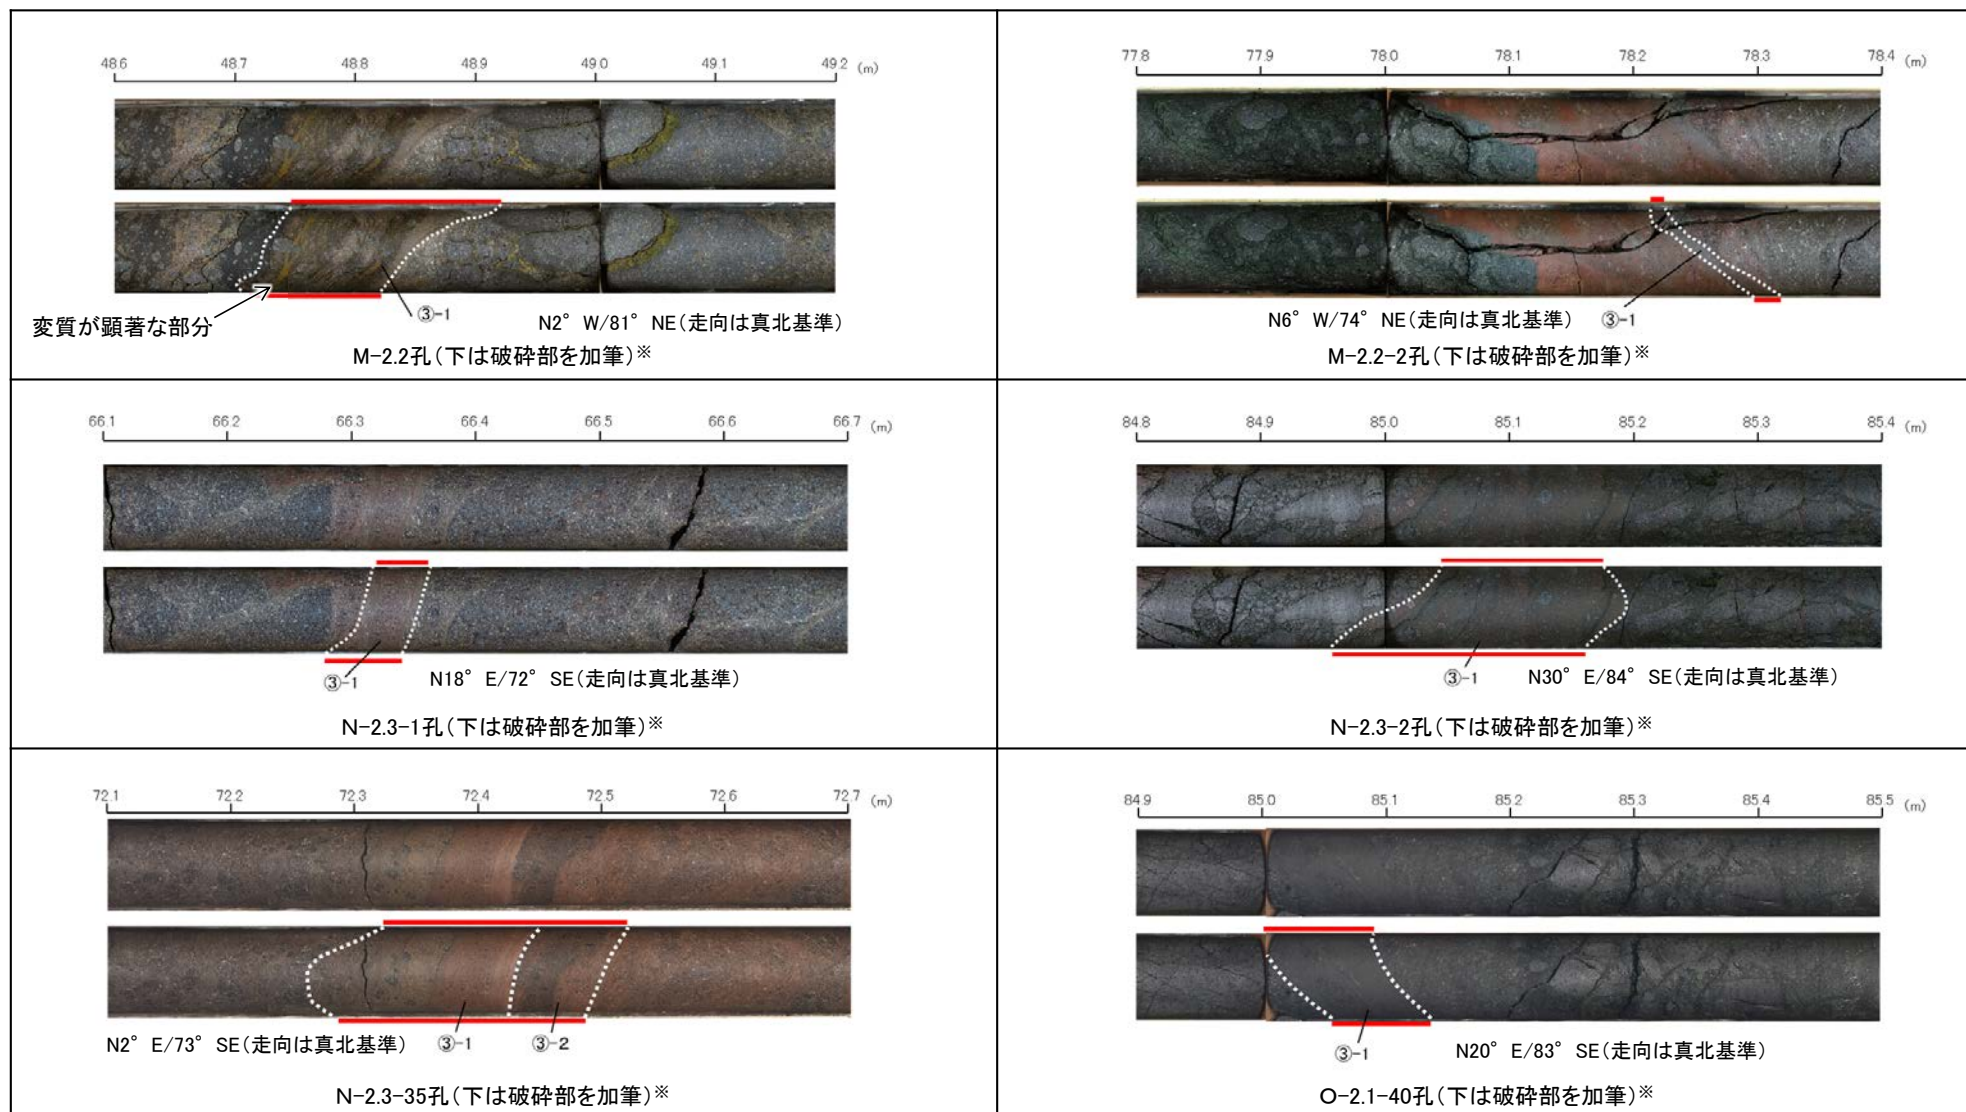 48.6 48.7 48.8 48.9 49.0 49.1 49.2 (m)
変質が顕著な部分
③-1
N2° W/81° NE(走向は真北基準)
M-2.2孔(下は破砕部を加筆)※
77.8 77.9 78.0 78.1 78.2 78.3 78.4 (m)
N6° W/74° NE(走向は真北基準) ③-1
M-2.2-2孔(下は破砕部を加筆)※
66.1 66.2 66.3 66.4 66.5 66.6 66.7 (m)
③-1 N18° E/72° SE(走向は真北基準)
N-2.3-1孔(下は破砕部を加筆)※
84.8 84.9 85.0 85.1 85.2 85.3 85.4 (m)
③-1 N30° E/84° SE(走向は真北基準)
N-2.3-2孔(下は破砕部を加筆)※
72.1 72.2 72.3 72.4 72.5 72.6 72.7 (m)
N2° E/73° SE(走向は真北基準) ③-1 ③-2
N-2.3-35孔(下は破砕部を加筆)※
84.9 85.0 85.1 85.2 85.3 85.4 85.5 (m)
③-1 N20° E/83° SE(走向は真北基準)
O-2.1-40孔(下は破砕部を加筆)※